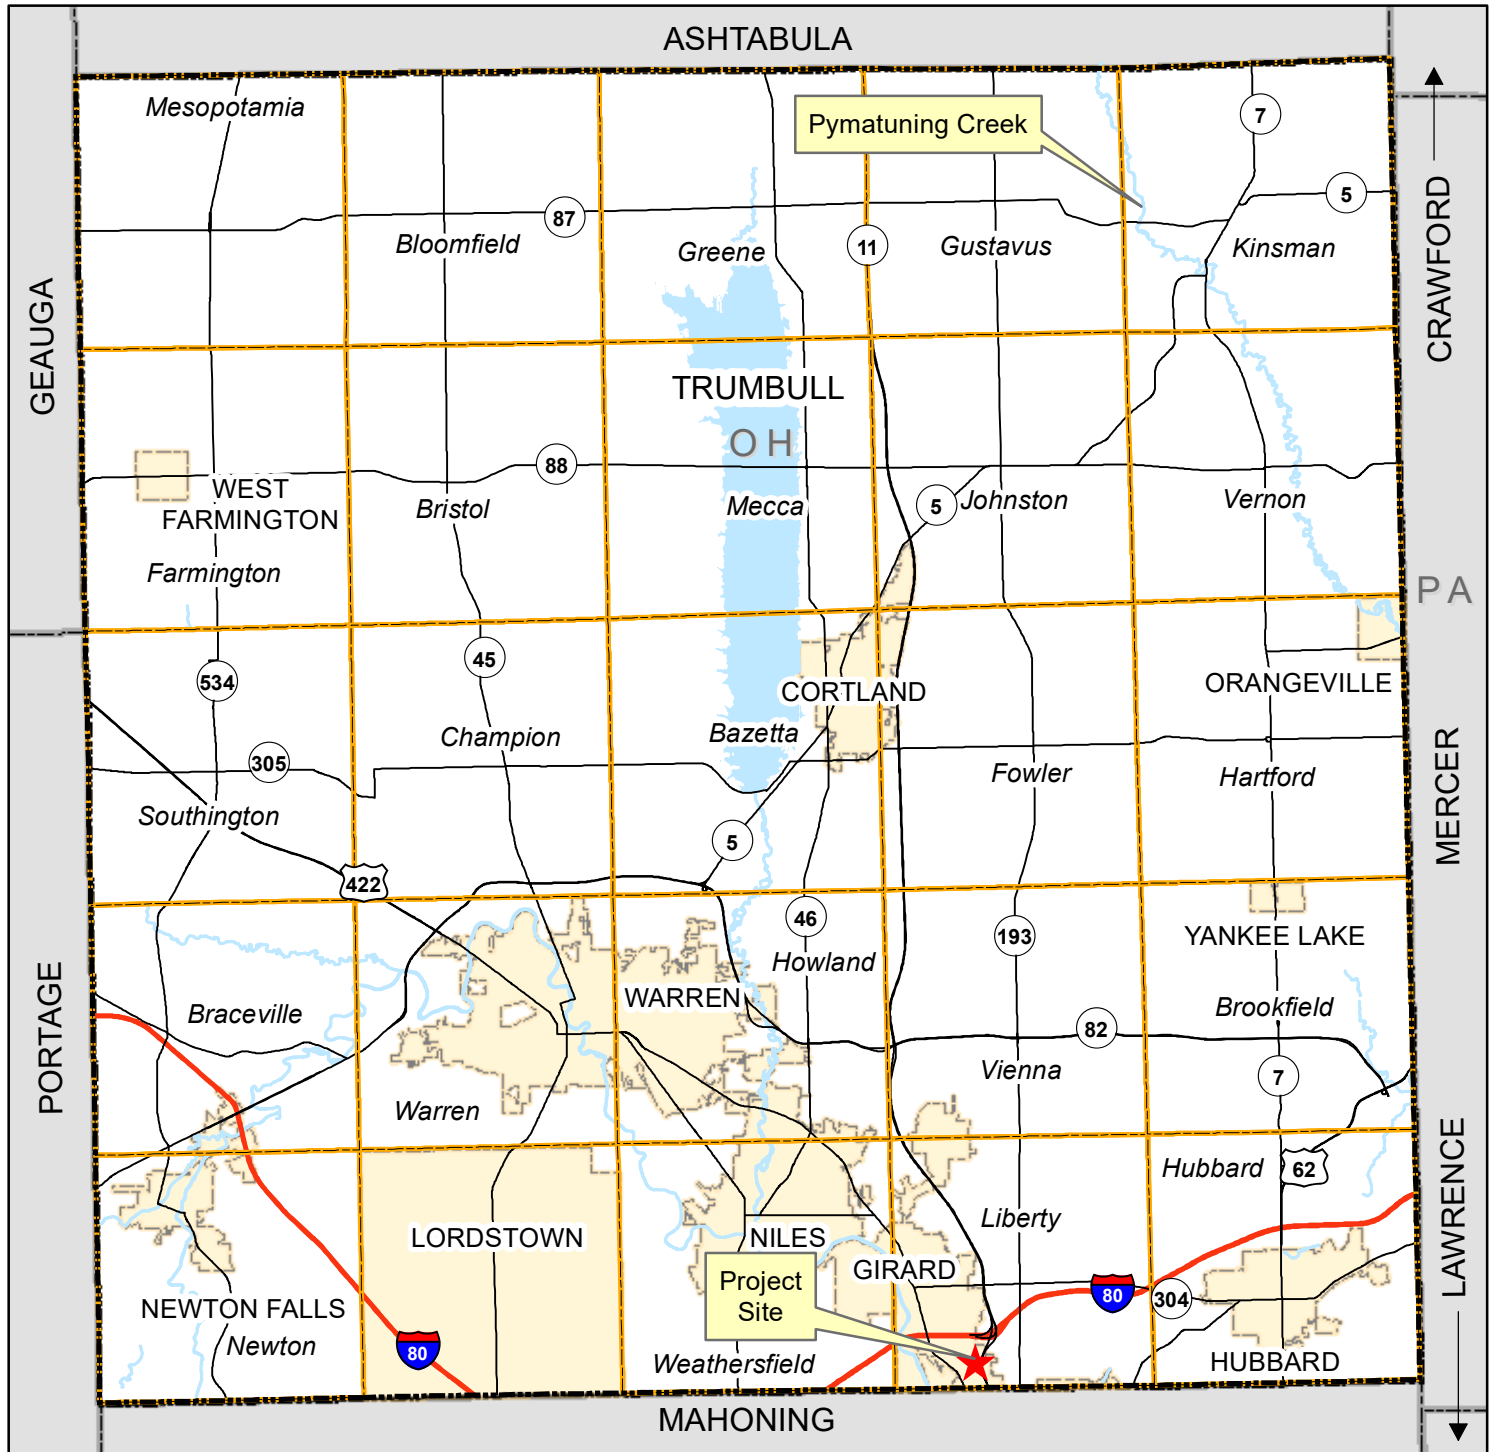 ASHTABULA
Mesopotamia
Pymatuning Creek
7
5
87
Bloomfield
Greene
11
Gustavus
Kinsman
GEAUGA
CRAWFORD
TRUMBULL
OH
88
WEST
FARMINGTON
Bristol
Mecca
5
Johnston
Vernon
Farmington
PA
45
534
CORTLAND
ORANGEVILLE
Champion
Bazetta
305
Fowler
Hartford
MERCER
Southington
5
422
46
193
YANKEE LAKE
Howland
WARREN
Braceville
Brookfield
PORTAGE
82
Vienna
7
Warren
Hubbard
62
LAWRENCE
Liberty
LORDSTOWN
NILES
GIRARD
Project
Site
80
304
NEWTON FALLS
Newton
80
Weathersfield
HUBBARD
MAHONING